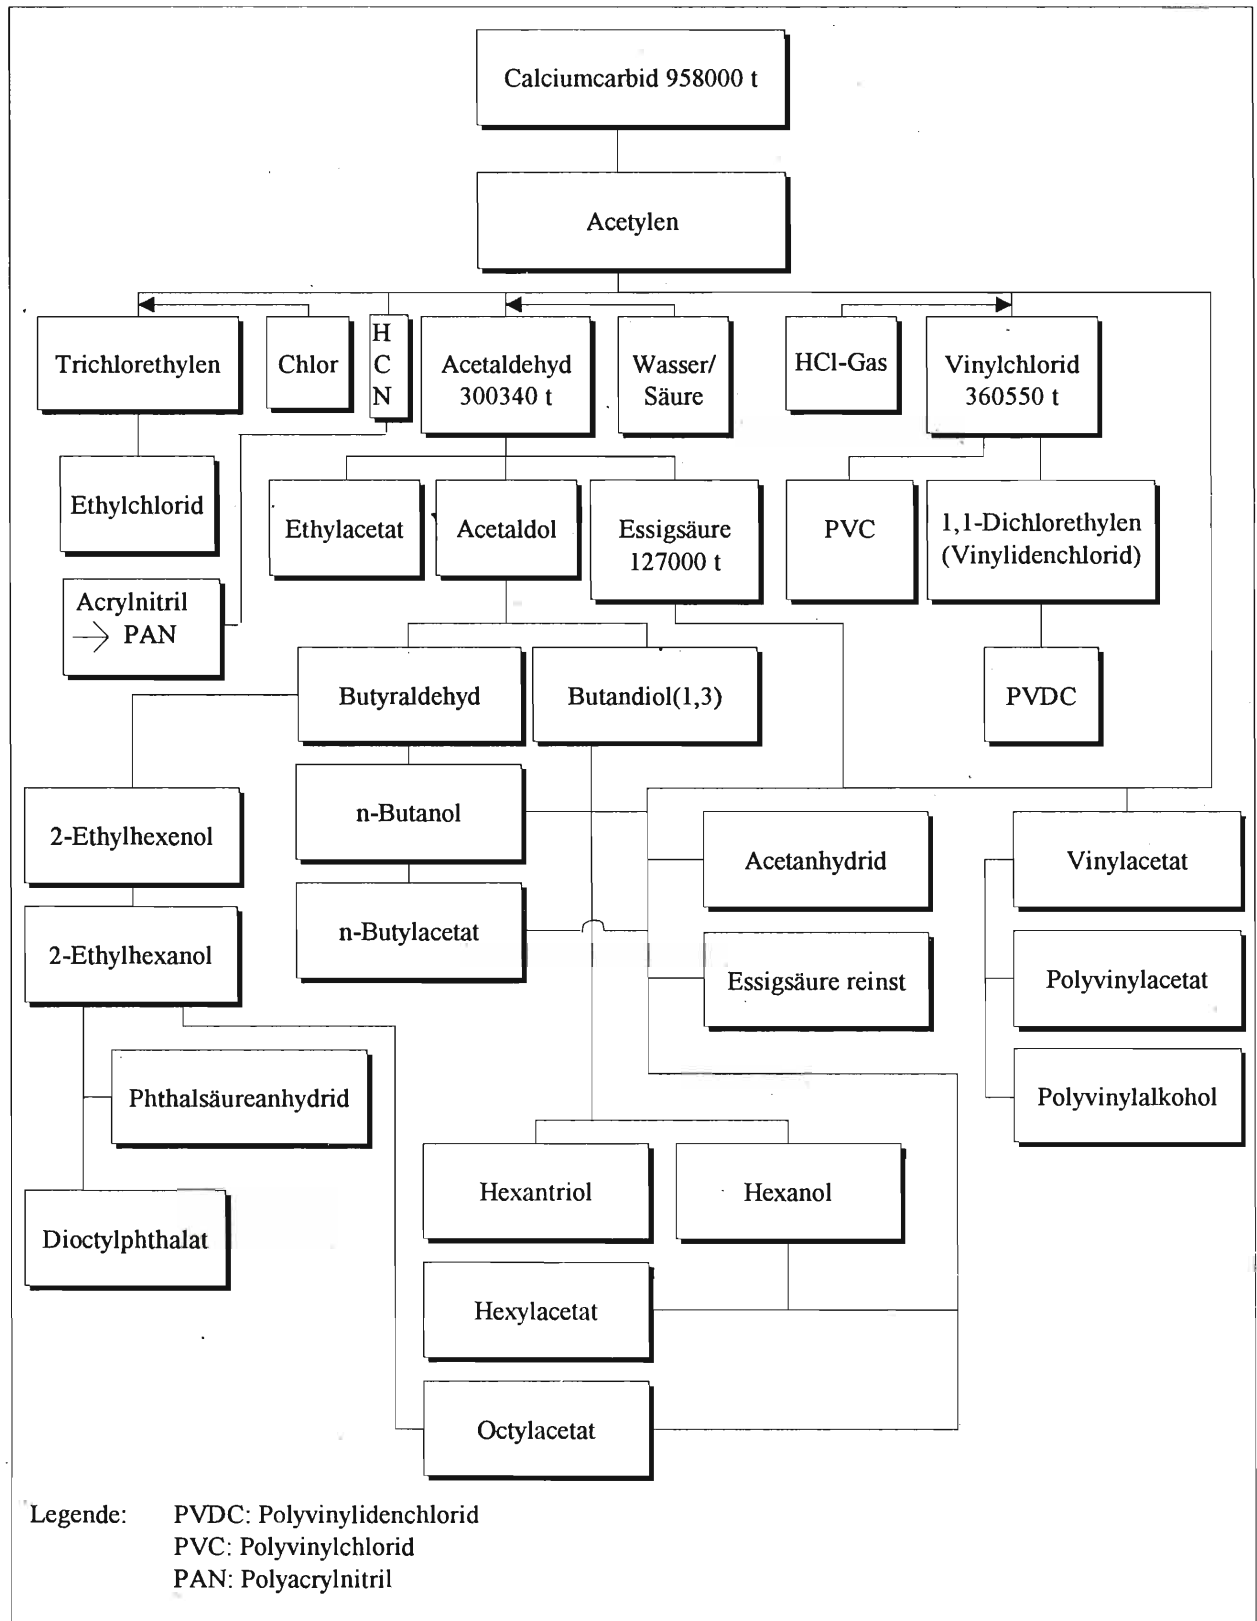 Calciumcarbid 958000 t
Acetylen
Trichlorethylen
Chlor
H
C
N
Acetaldehyd
300340 t
Wasser/
Säure
HCl-Gas
Vinylchlorid
360550 t
Ethylchlorid
Ethylacetat
Acetaldol
Essigsäure
127000 t
PVC
1,1-Dichlorethylen
(Vinylidenchlorid)
Acrylnitril
→ PAN
Butyraldehyd
Butandiol(1,3)
PVDC
2-Ethylhexenol
n-Butanol
Acetanhydrid
Vinylacetat
2-Ethylhexanol
n-Butylacetat
Essigsäure reinst
Polyvinylacetat
Phthalsäureanhydrid
Polyvinylalkohol
Hexantriol
Hexanol
Dioctylphthalat
Hexylacetat
Octylacetat
Legende: PVDC: Polyvinylidenchlorid
PVC: Polyvinylchlorid
PAN: Polyacrylnitril